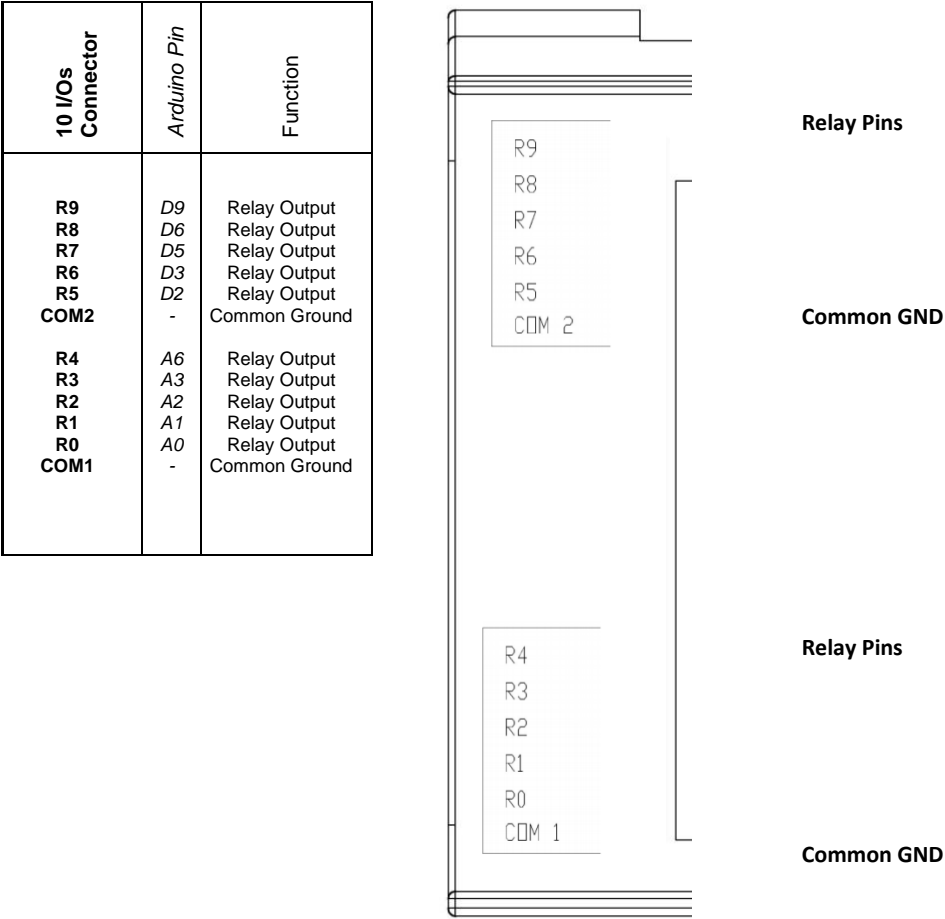 10 I/Os
Connector
Arduino Pin
Function
R9 D9 Relay Output
R8 D6 Relay Output
R7 D5 Relay Output
R6 D3 Relay Output
R5 D2 Relay Output
COM2 - Common Ground
R4 A6 Relay Output
R3 A3 Relay Output
R2 A2 Relay Output
R1 A1 Relay Output
R0 A0 Relay Output
COM1 - Common Ground
R9
R8
R7
R6
R5
COM 2
R4
R3
R2
R1
R0
COM 1
Relay Pins
Common GND
Relay Pins
Common GND